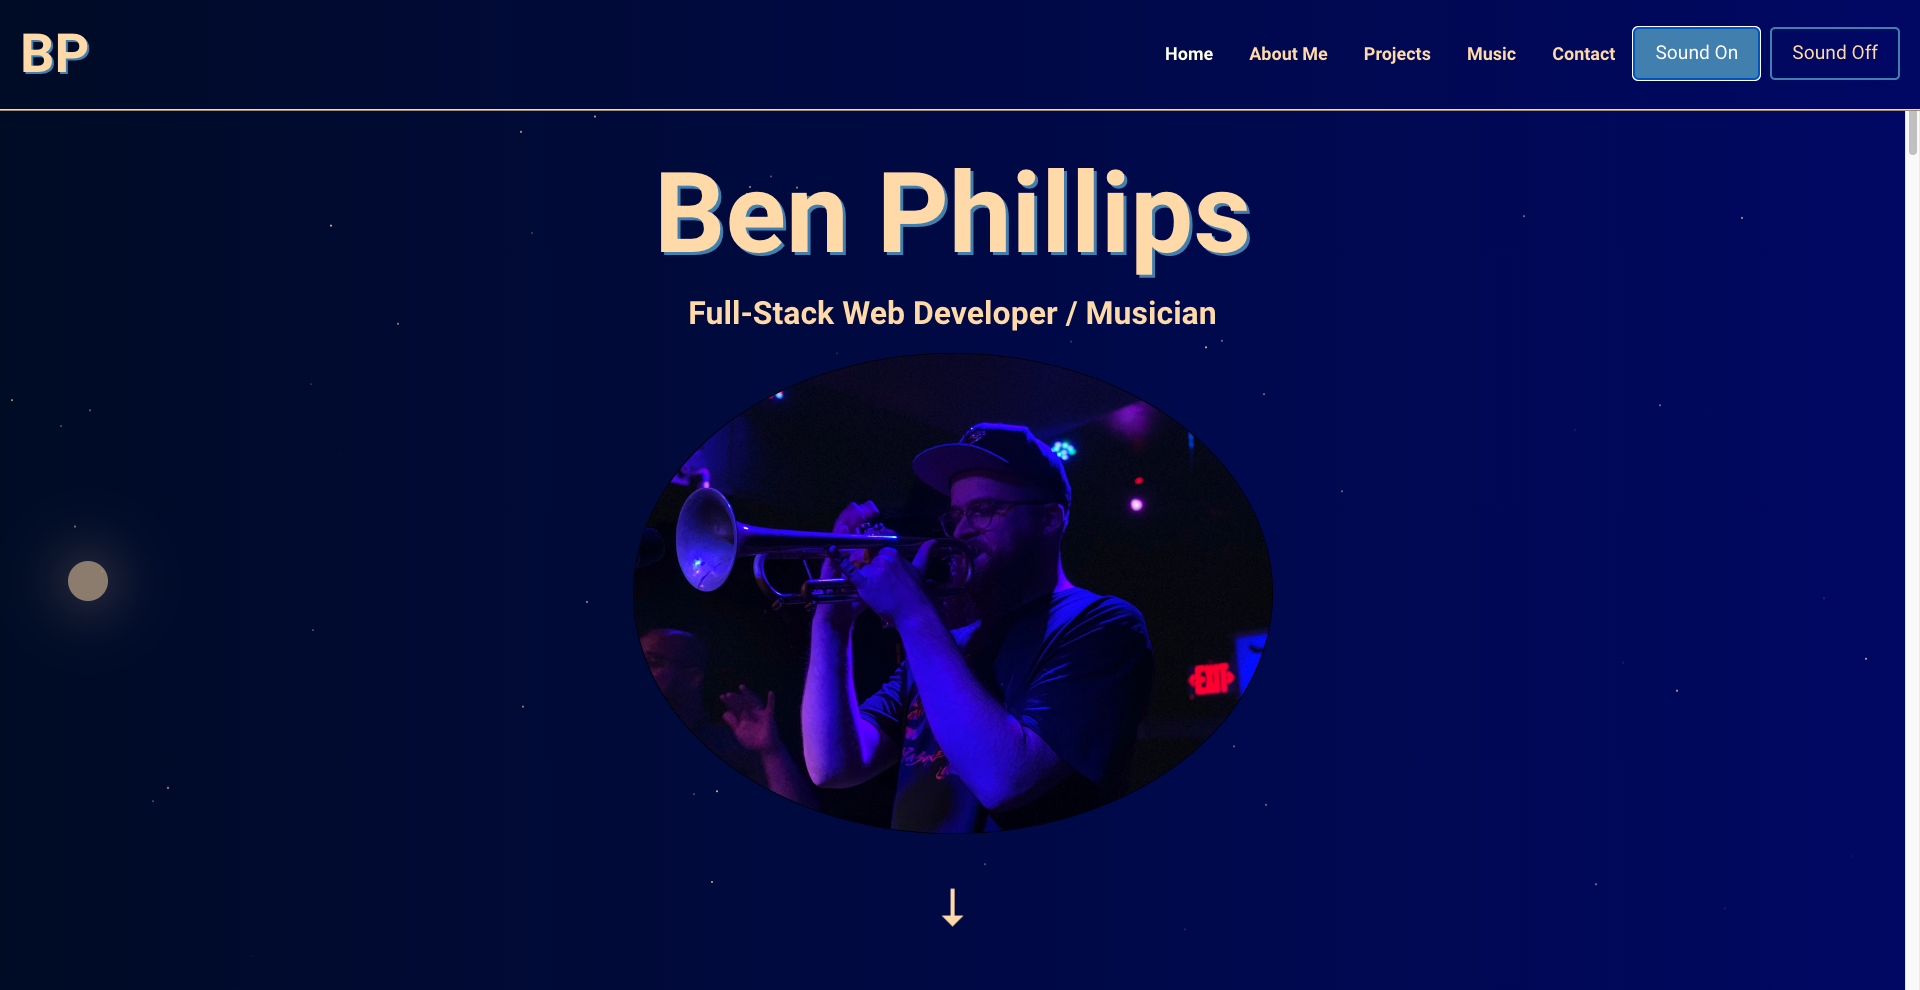 BP
Home About Me Projects Music Contact Sound On Sound Off
Ben Phillips
Full-Stack Web Developer / Musician
EXIT